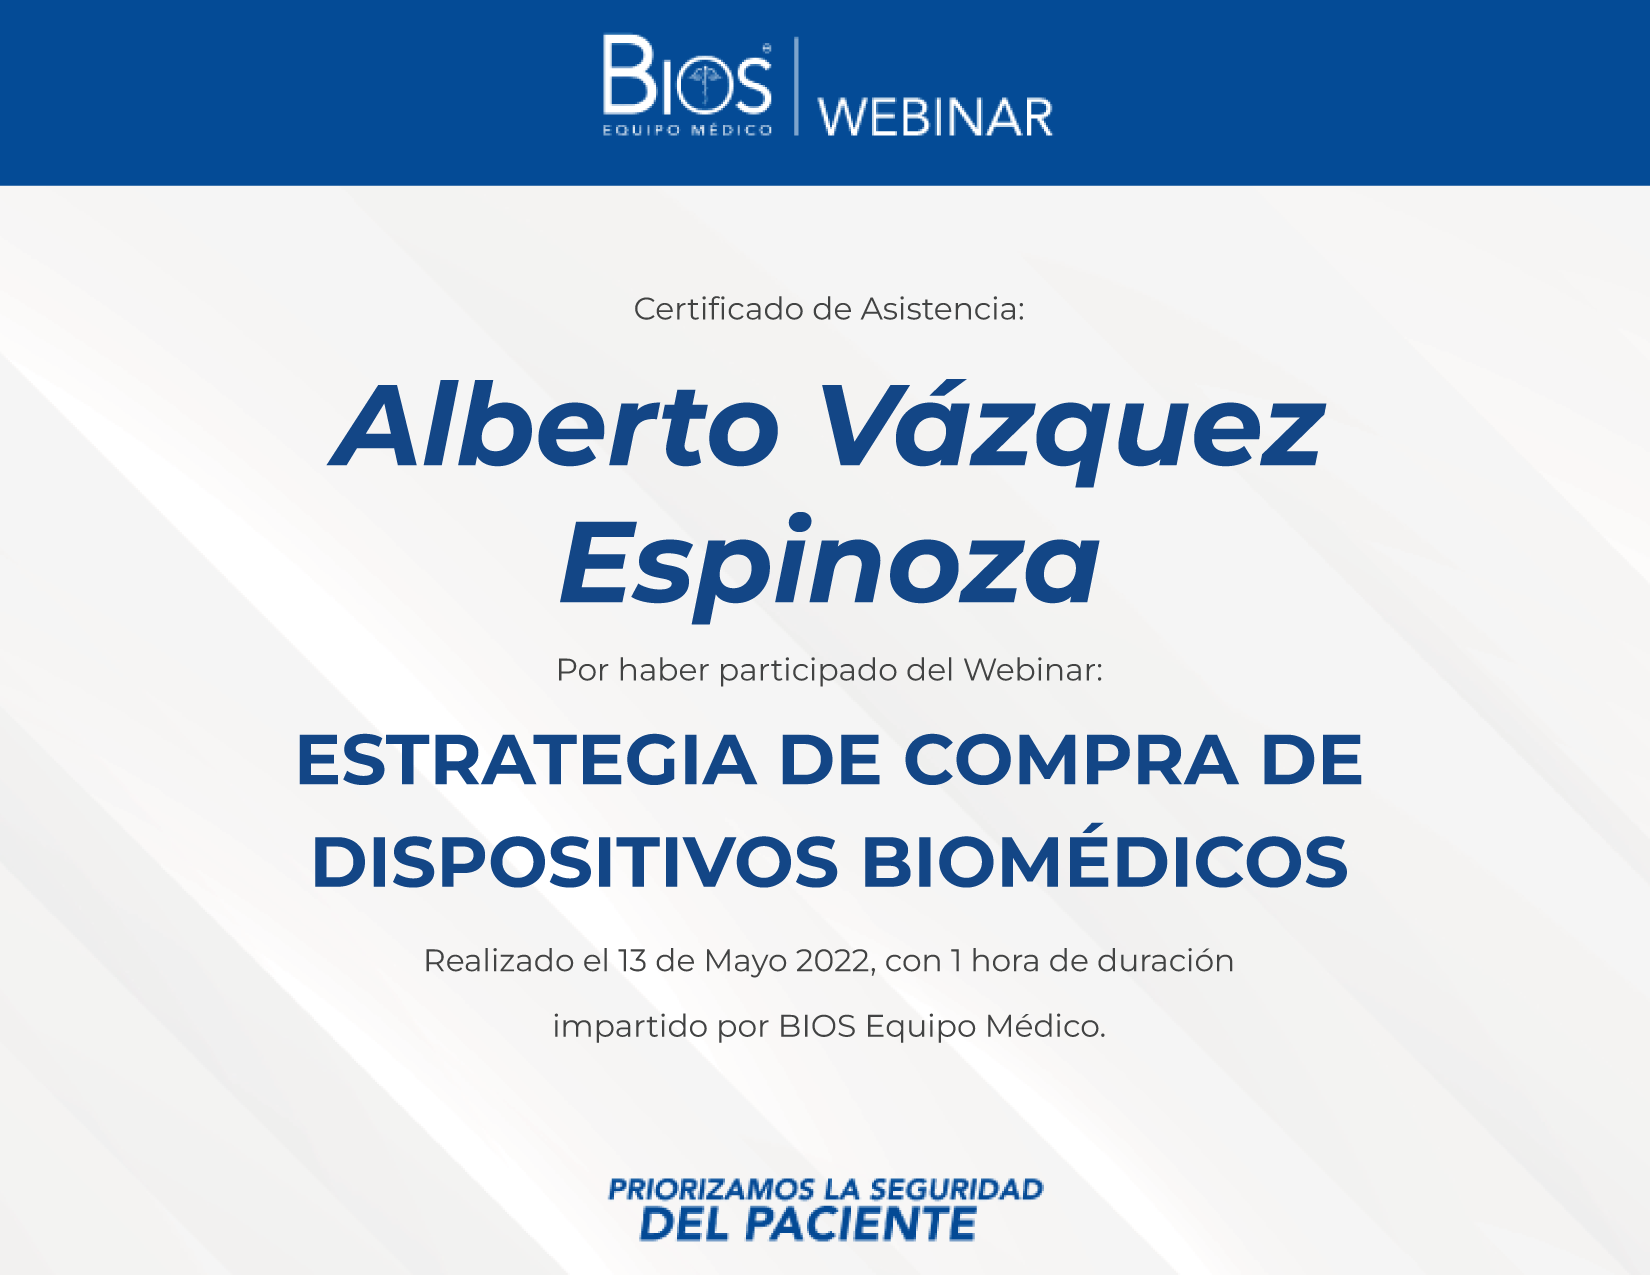 BIOS®
EQUIPO MÉDICO
WEBINAR
Certificado de Asistencia:
Alberto Vázquez
Espinoza
Por haber participado del Webinar:
ESTRATEGIA DE COMPRA DE
DISPOSITIVOS BIOMÉDICOS
Realizado el 13 de Mayo 2022, con 1 hora de duración
impartido por BIOS Equipo Médico.
PRIORIZAMOS LA SEGURIDAD
DEL PACIENTE